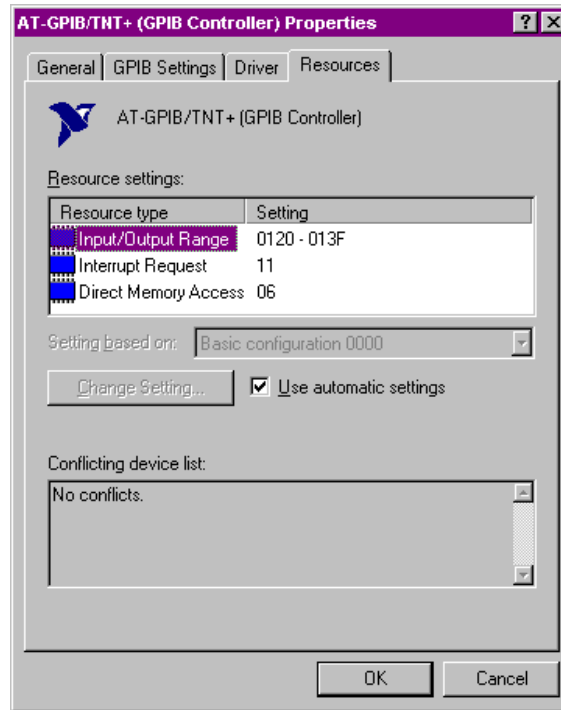 AT-GPIB/TNT+ (GPIB Controller) Properties
General GPIB Settings Driver Resources
AT-GPIB/TNT+ (GPIB Controller)
Resource settings:
Resource type Setting
Input/Output Range 0120 - 013F
Interrupt Request 11
Direct Memory Access 06
Setting based on: Basic configuration 0000
Change Setting... Use automatic settings
Conflicting device list:
No conflicts.
OK Cancel